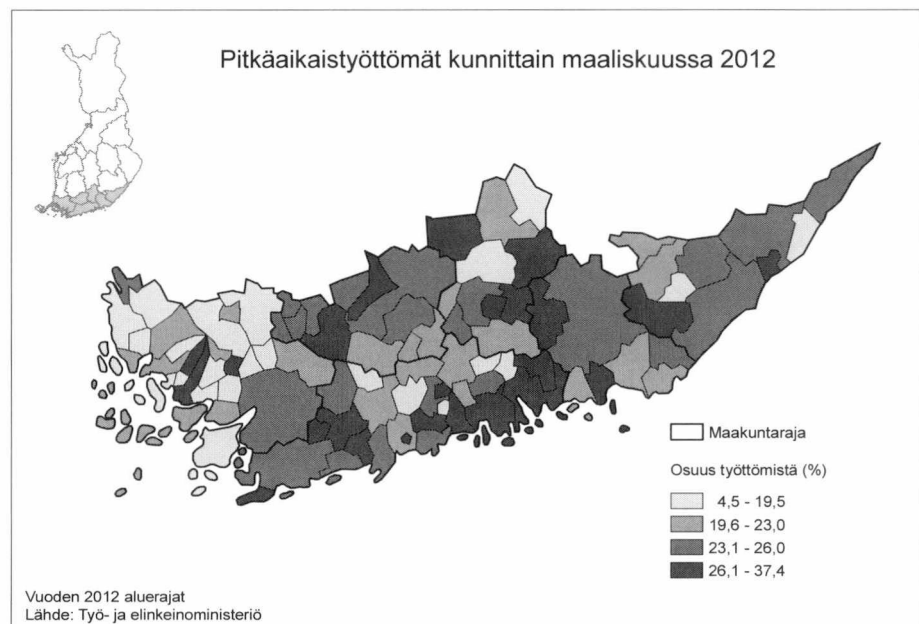 Pitkäaikaistyöttömät kunnittain maaliskuussa 2012
Maakuntaraja
Osuus työttömistä (%)
4,5 - 19,5
19,6 - 23,0
23,1 - 26,0
26,1 - 37,4
Vuoden 2012 aluerajat
Lähde: Työ- ja elinkeinoministeriö